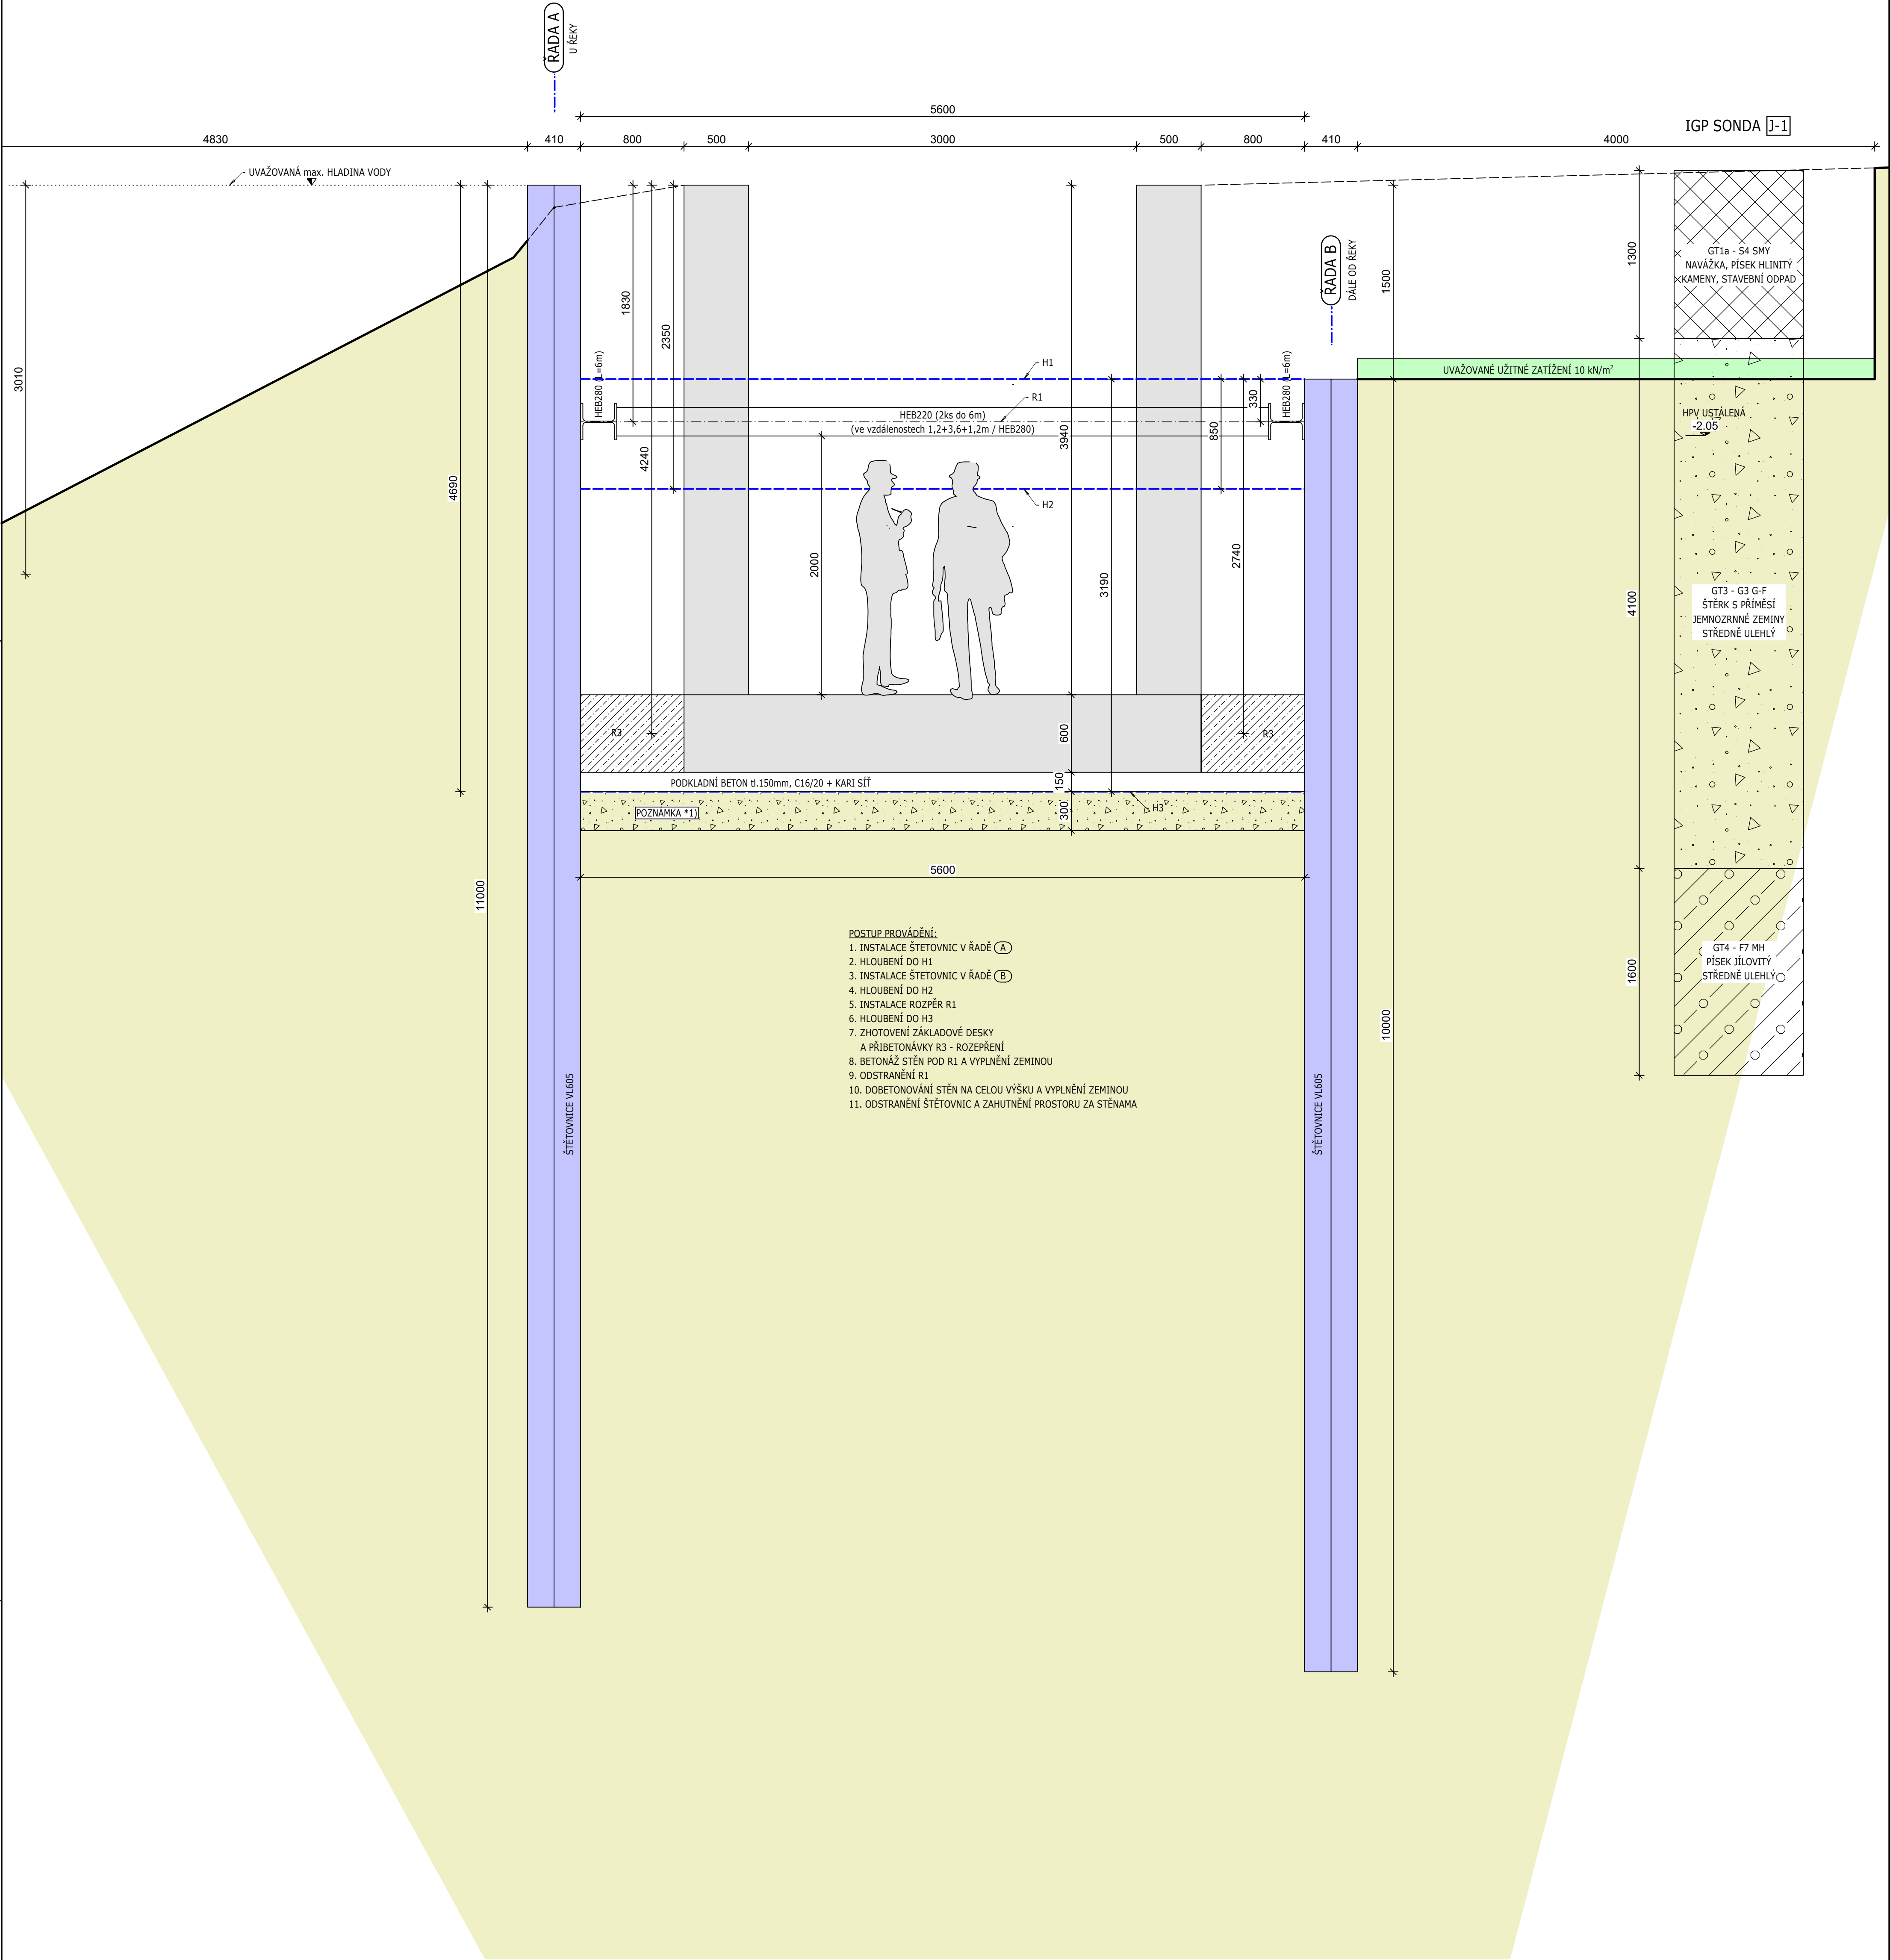 ŘADA A
U ŘEKY
5600
4830
410
800
500
3000
500
800
410
4000
IGP SONDA J-1
UVAŽOVANÁ max. HLADINA VODY
3010
4690
11000
1830
2350
4240
HEB280 (L=6m)
H1
R1
HEB220 (2ks do 6m)
(ve vzdálenostech 1,2+3,6+1,2m / HEB280)
H2
2000
3940
3190
850
330
2740
HEB280 (L=6m)
ŘADA B
DÁLE OD ŘEKY
1500
UVAŽOVANÉ UŽITNÉ ZATÍŽENÍ 10 kN/m²
1300
GT1a - S4 SMY
NAVÁŽKA, PÍSEK HLINITÝ
KAMENY, STAVEBNÍ ODPAD
HPV USTÁLENÁ
-2.05
4100
GT3 - G3 G-F
ŠTĚRK S PŘÍMĚSÍ
JEMNOZRNNÉ ZEMINY
STŘEDNĚ ULEHLÝ
1600
GT4 - F7 MH
PÍSEK JÍLOVITÝ
STŘEDNĚ ULEHLÝ
R3
R3
600
150
300
PODKLADNÍ BETON tl.150mm, C16/20 + KARI SÍŤ
H3
POZNÁMKA *1)
5600
10000
POSTUP PROVÁDĚNÍ:
1. INSTALACE ŠTETOVNIC V ŘADĚ A
2. HLOUBENÍ DO H1
3. INSTALACE ŠTETOVNIC V ŘADĚ B
4. HLOUBENÍ DO H2
5. INSTALACE ROZPĚR R1
6. HLOUBENÍ DO H3
7. ZHOTOVENÍ ZÁKLADOVÉ DESKY
A PŘIBETONÁVKY R3 - ROZEPŘENÍ
8. BETONÁŽ STĚN POD R1 A VYPLNĚNÍ ZEMINOU
9. ODSTRANĚNÍ R1
10. DOBETONOVÁNÍ STĚN NA CELOU VÝŠKU A VYPLNĚNÍ ZEMINOU
11. ODSTRANĚNÍ ŠTĚTOVNIC A ZAHUTNĚNÍ PROSTORU ZA STĚNAMA
ŠTĚTOVNICE VL605
ŠTĚTOVNICE VL605